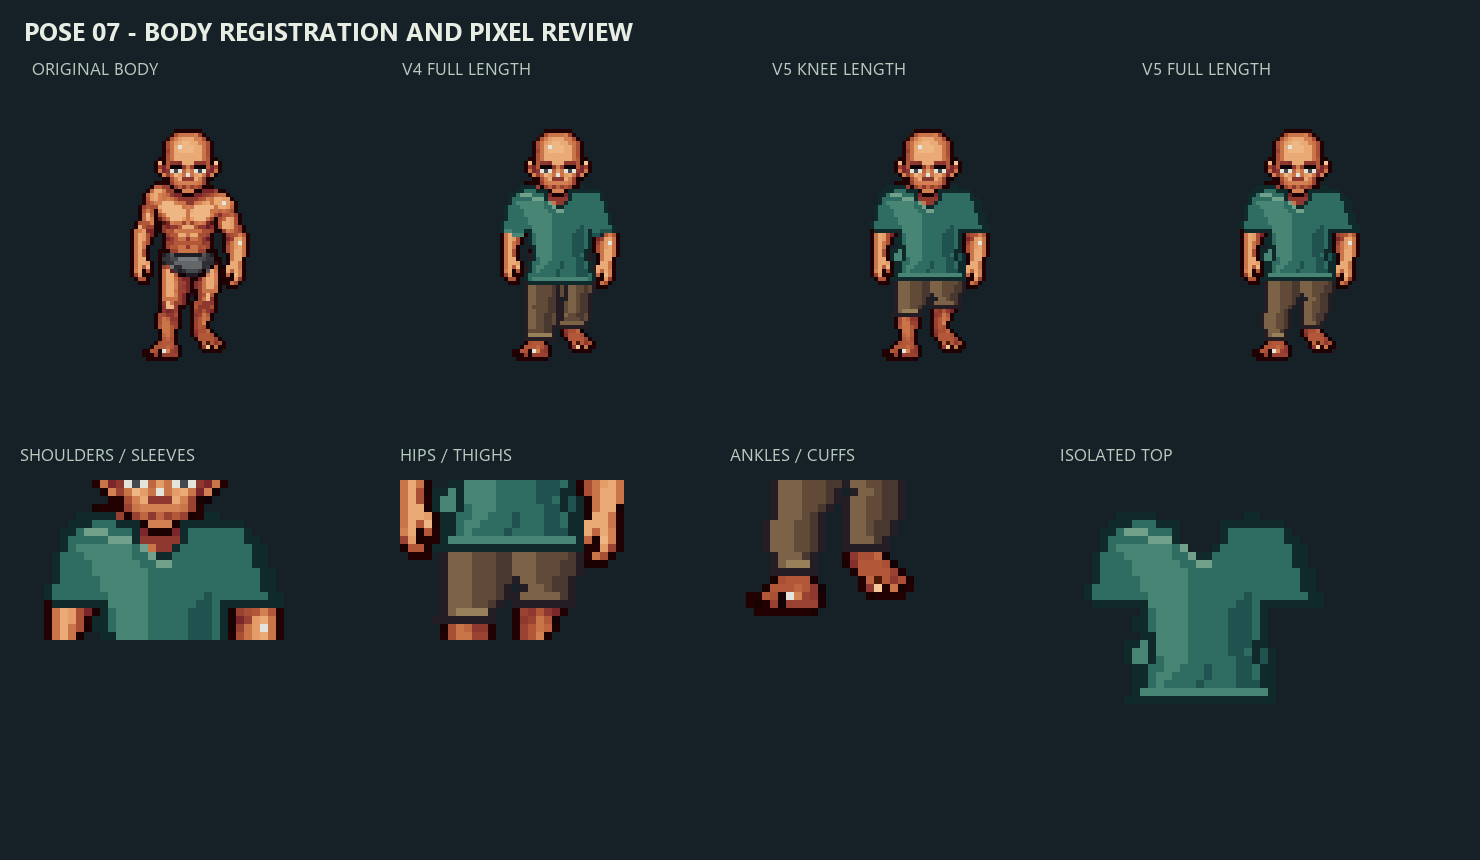 POSE 07 - BODY REGISTRATION AND PIXEL REVIEW
ORIGINAL BODY
V4 FULL LENGTH
V5 KNEE LENGTH
V5 FULL LENGTH
SHOULDERS / SLEEVES
HIPS / THIGHS
ANKLES / CUFFS
ISOLATED TOP